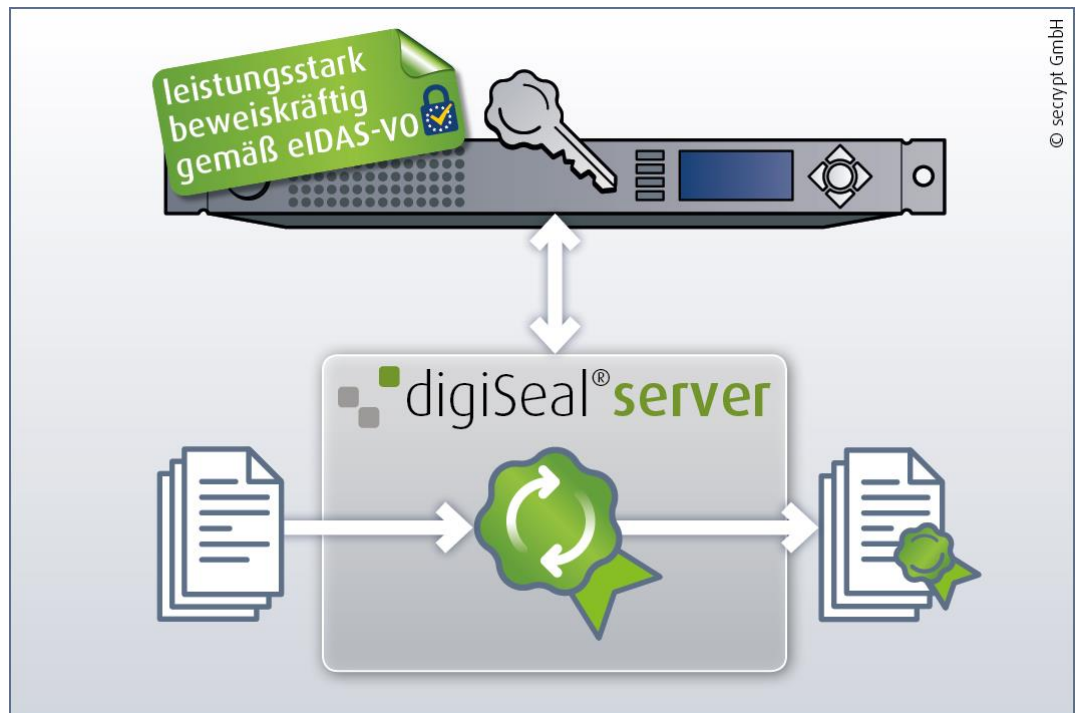 leistungsstark
beweiskräftig
gemäß eIDAS-VO
© secrypt GmbH
digiSeal®server